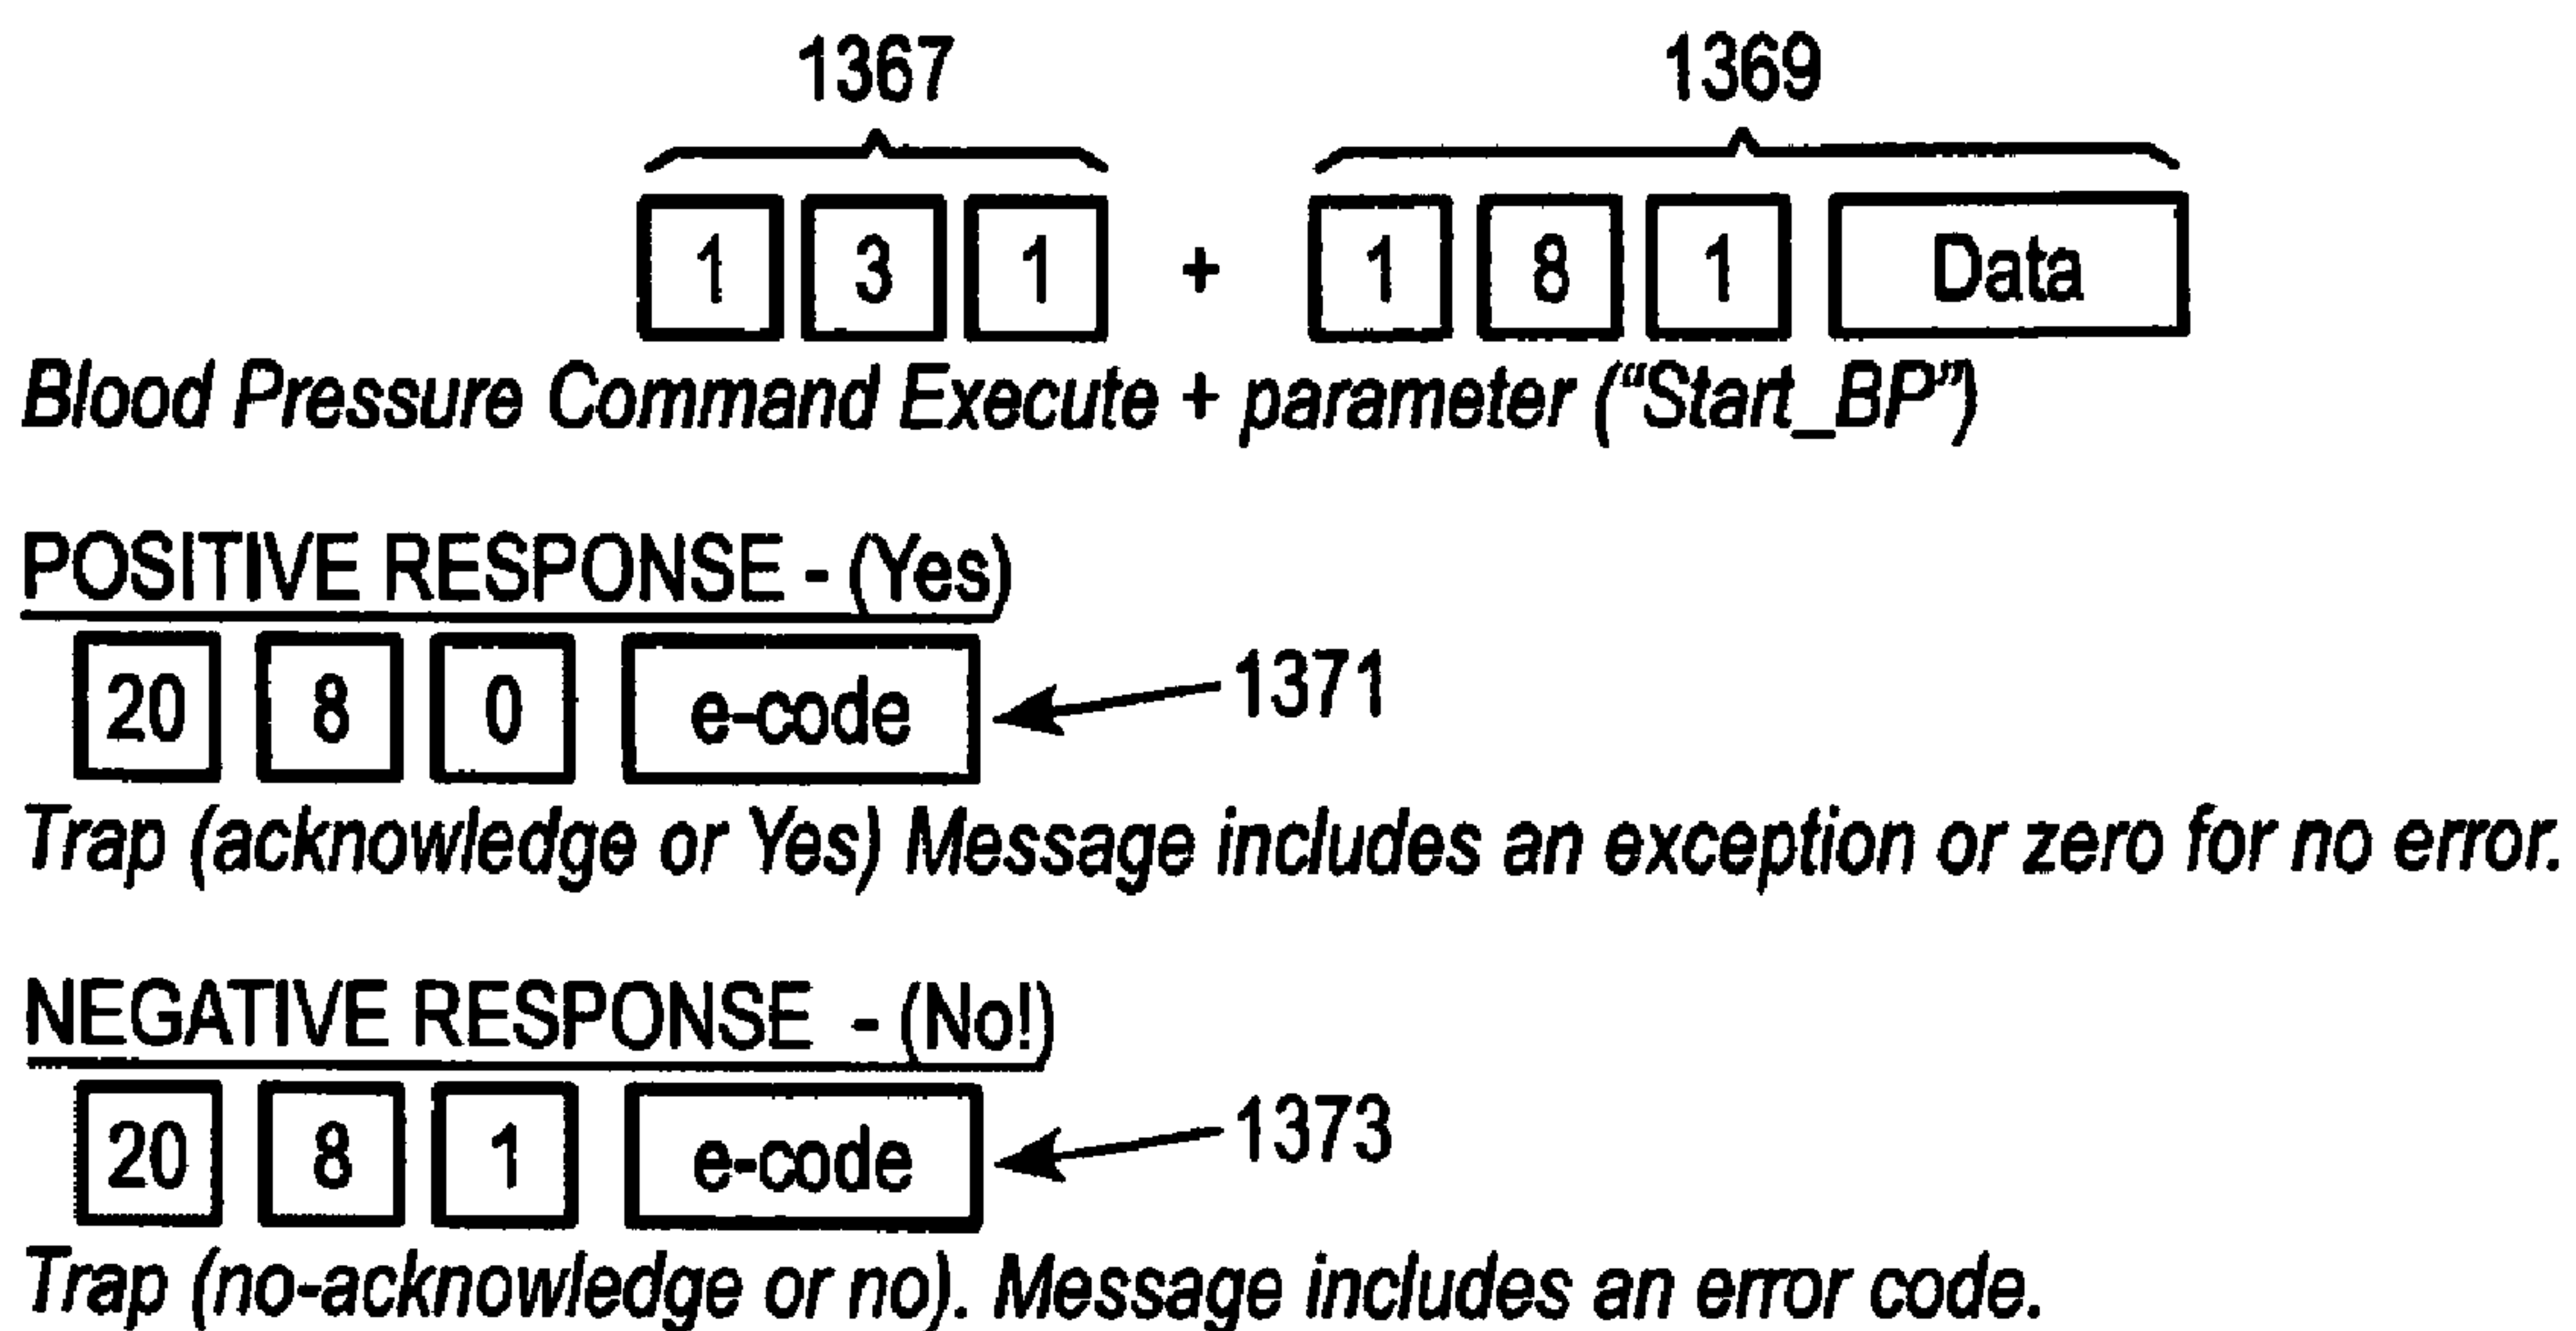 1367 1369
1 3 1 + 1 8 1 Data
Blood Pressure Command Execute + parameter (“Start_BP”)
POSITIVE RESPONSE - (Yes)
20 8 0 e-code 1371
Trap (acknowledge or Yes) Message includes an exception or zero for no error.
NEGATIVE RESPONSE - (No!)
20 8 1 e-code 1373
Trap (no-acknowledge or no). Message includes an error code.